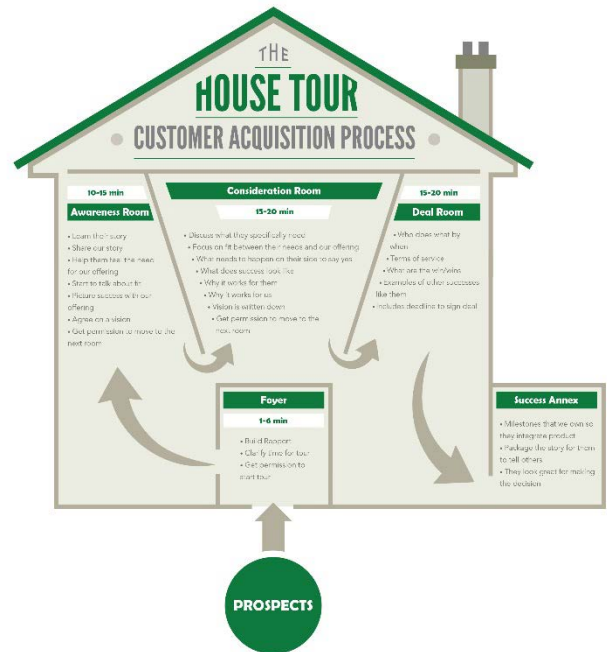 THE
HOUSE TOUR
CUSTOMER ACQUISITION PROCESS
10-15 min
Awareness Room
• Learn their story
• Share our story
• Help them feel the need
for our offering
• Start to talk about fit
• Picture success with our
offering
• Agree on a vision
• Get permission to move to the
next room
Consideration Room
15-20 min
• Discuss what they specifically need
• Focus on fit between their needs and our offering
• What needs to happen on their side to say yes
• What does success look like
• Why it works for them
• Why it works for us
• Vision is written down
• Get permission to move to the
next room
15-20 min
Deal Room
• Who does what by
when
• Terms of service
• What are the win/wins
• Examples of other successes
like them
• Includes deadline to sign deal
Foyer
1-6 min
• Build Rapport
• Clarify time for tour
• Get permission to
start tour
Success Annex
• Milestones that we own so
they integrate product
• Package the story for them
to tell others
• They look great for making
the decision
PROSPECTS